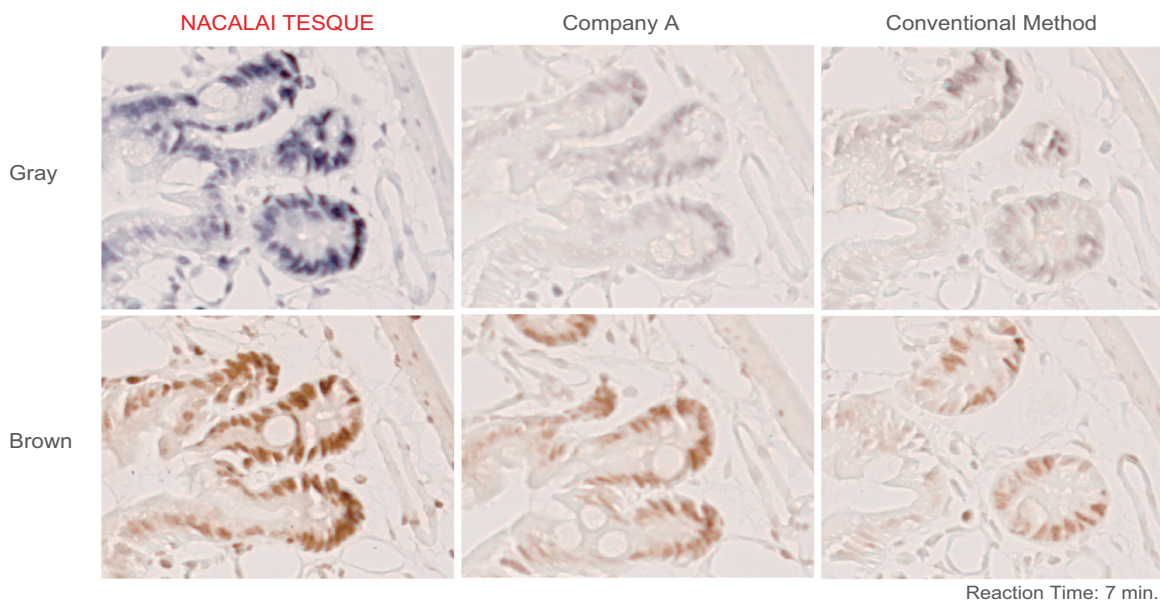 NACALAI TESQUE
Company A
Conventional Method
Gray
Brown
Reaction Time: 7 min.